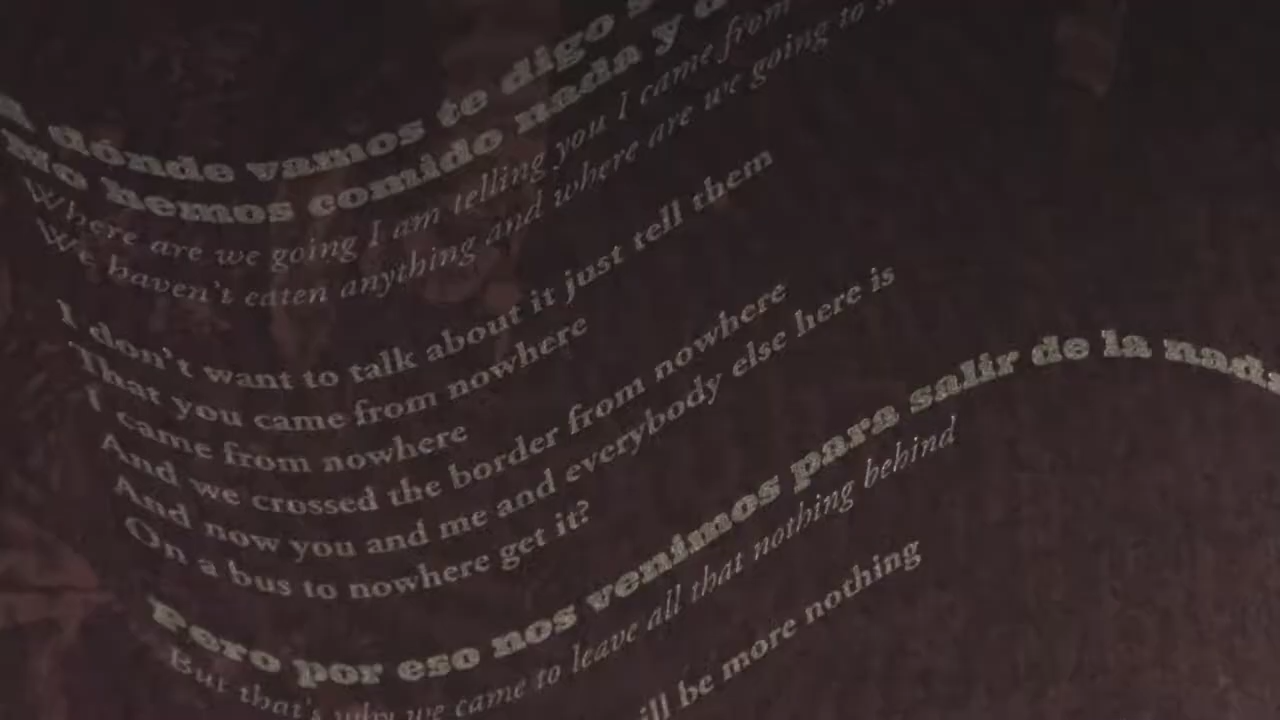 A dónde vamos te digo
No hemos comido nada y
Where are we going I am telling you I came from
We haven't eaten anything and where are we going to
I don't want to talk about it just tell them
That you came from nowhere
I came from nowhere
And we crossed the border from nowhere
And now you and me and everybody else here is
On a bus to nowhere get it?
Pero por eso nos venimos para salir de la nada
But that's why we came to leave all that nothing behind
be more nothing